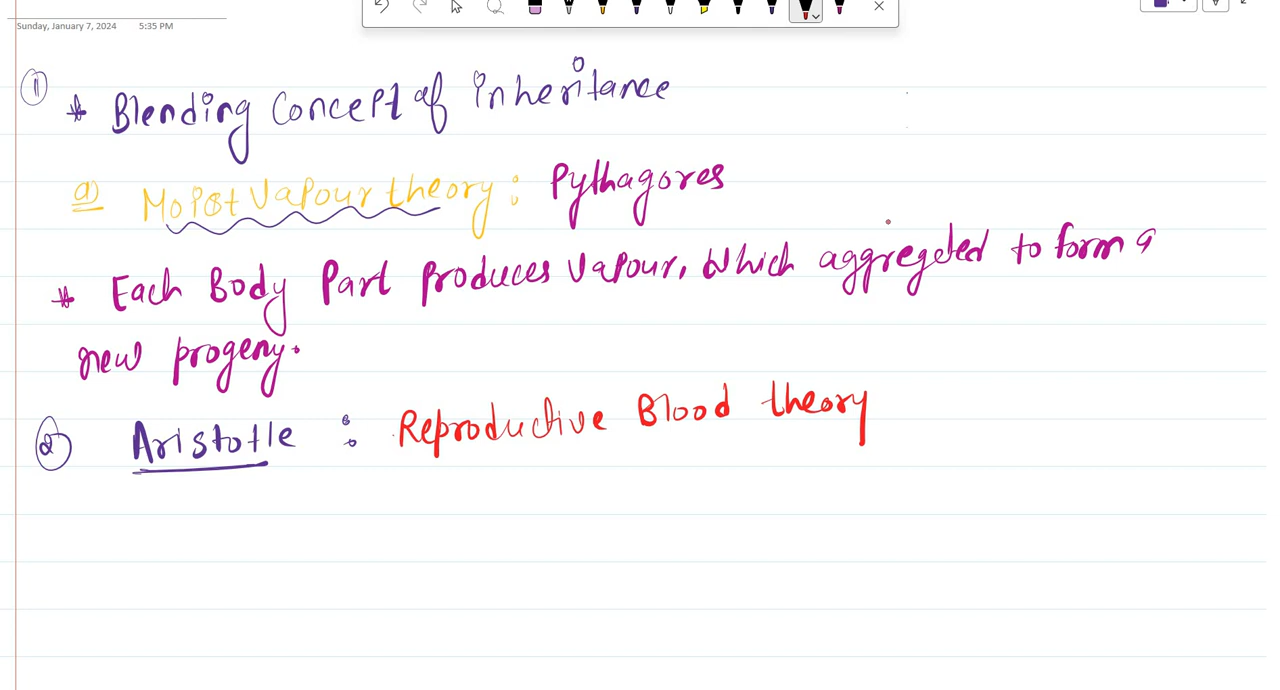 Sunday, January 7, 2024 5:35 PM
① * Blending Concept of inheritance
a) Moist Vapour theory : Pythagores
* Each Body Part Produces Vapour, Which aggregeted to form a
new progeny.
② Aristotle : Reproductive Blood theory